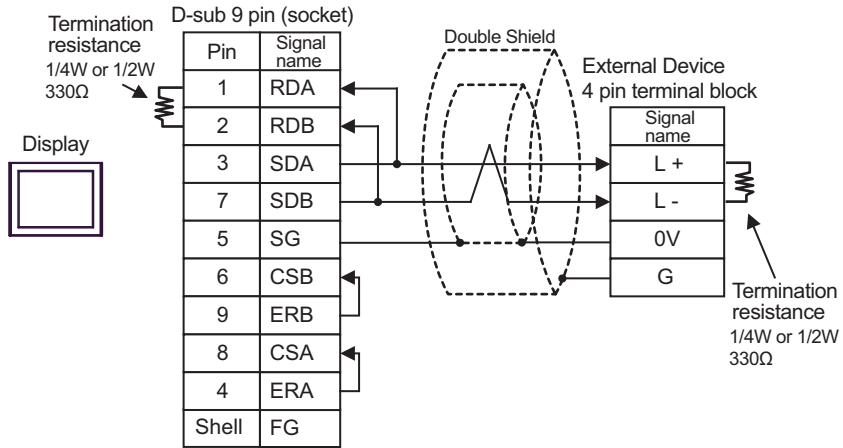 D-sub 9 pin (socket)
Termination
resistance
1/4W or 1/2W
330Ω
Display
Pin Signal name
1 RDA
2 RDB
3 SDA
7 SDB
5 SG
6 CSB
9 ERB
8 CSA
4 ERA
Shell FG
Double Shield
External Device
4 pin terminal block
Signal
name
L +
L -
0V
G
Termination
resistance
1/4W or 1/2W
330Ω